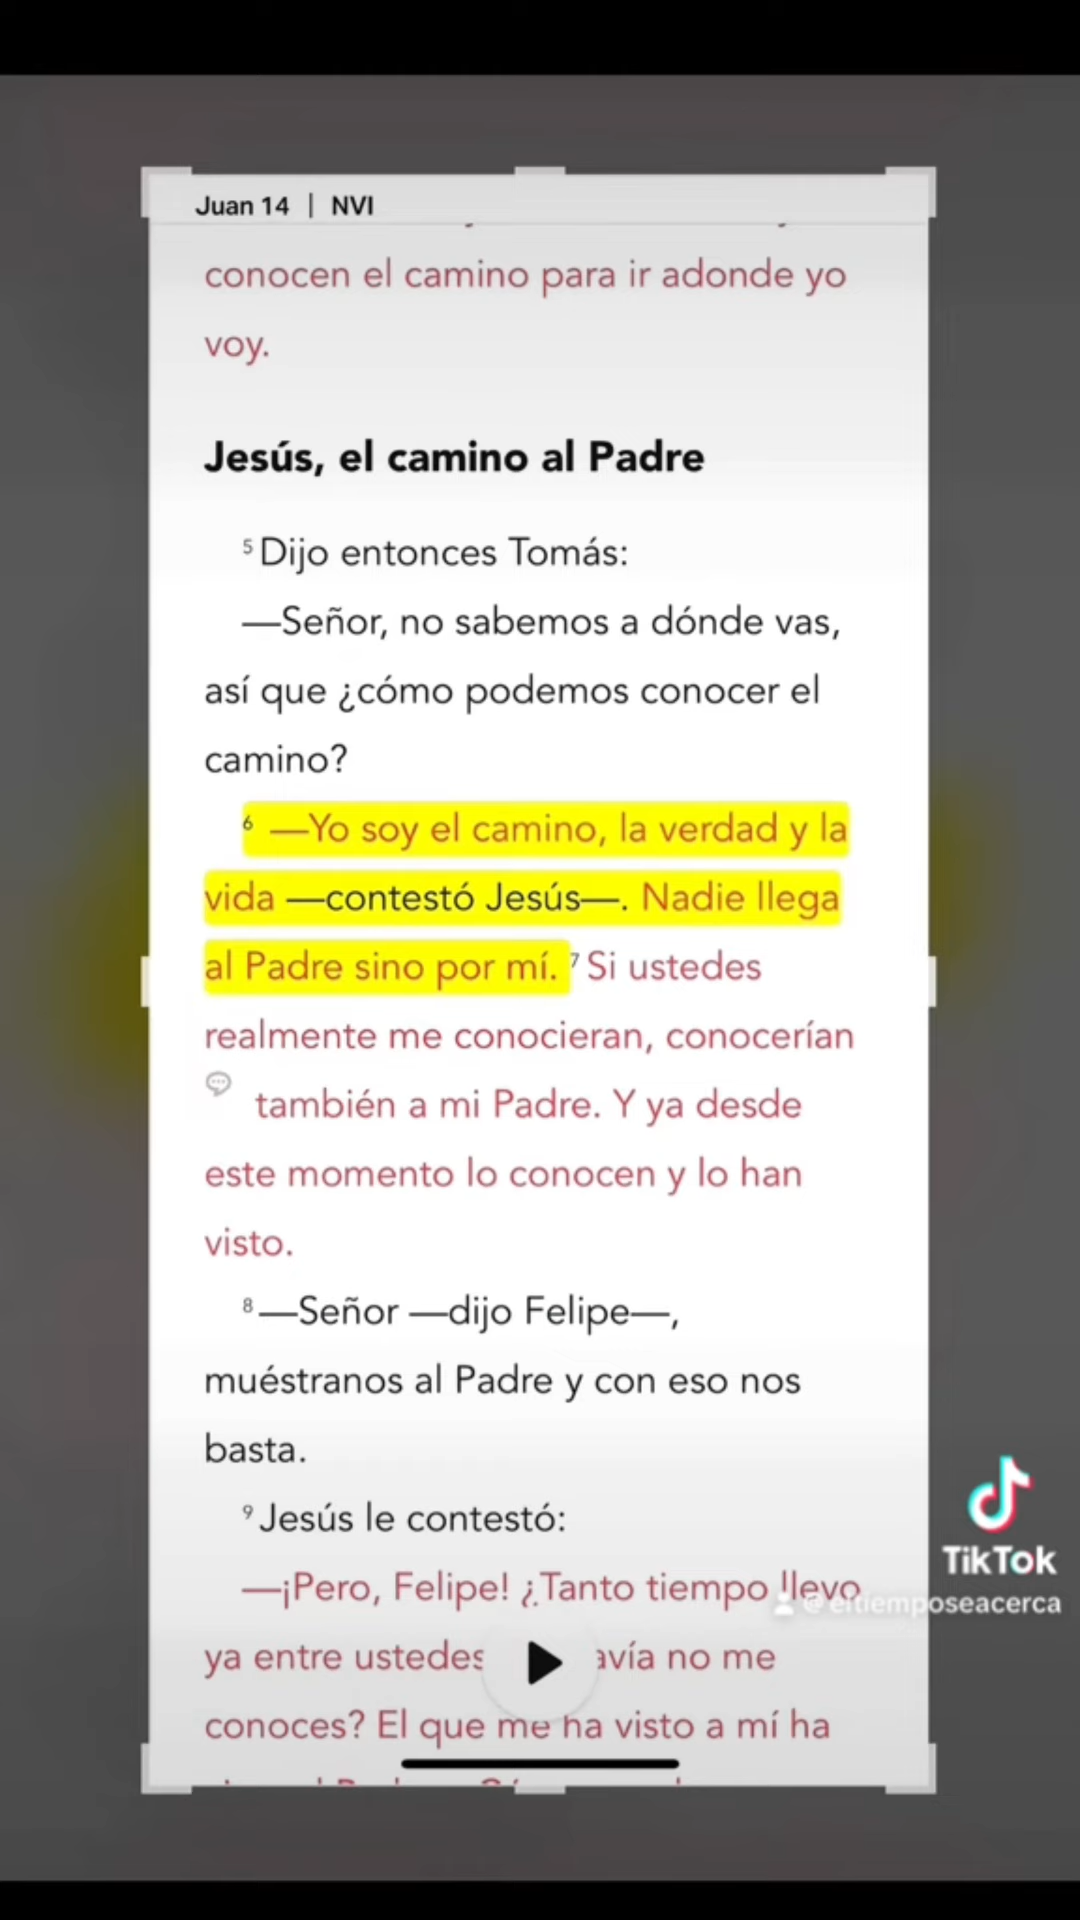 Juan 14 | NVI
conocen el camino para ir adonde yo
voy.
Jesús, el camino al Padre
5 Dijo entonces Tomás:
—Señor, no sabemos a dónde vas,
así que ¿cómo podemos conocer el
camino?
6 —Yo soy el camino, la verdad y la
vida —contestó Jesús—. Nadie llega
al Padre sino por mí. 7 Si ustedes
realmente me conocieran, conocerían
también a mi Padre. Y ya desde
este momento lo conocen y lo han
visto.
8 —Señor —dijo Felipe—,
muéstranos al Padre y con eso nos
basta.
9 Jesús le contestó:
—¡Pero, Felipe! ¿Tanto tiempo llevo
ya entre ustedes avía no me
conoces? El que me ha visto a mí ha
TikTok
@eltiemposeacerca